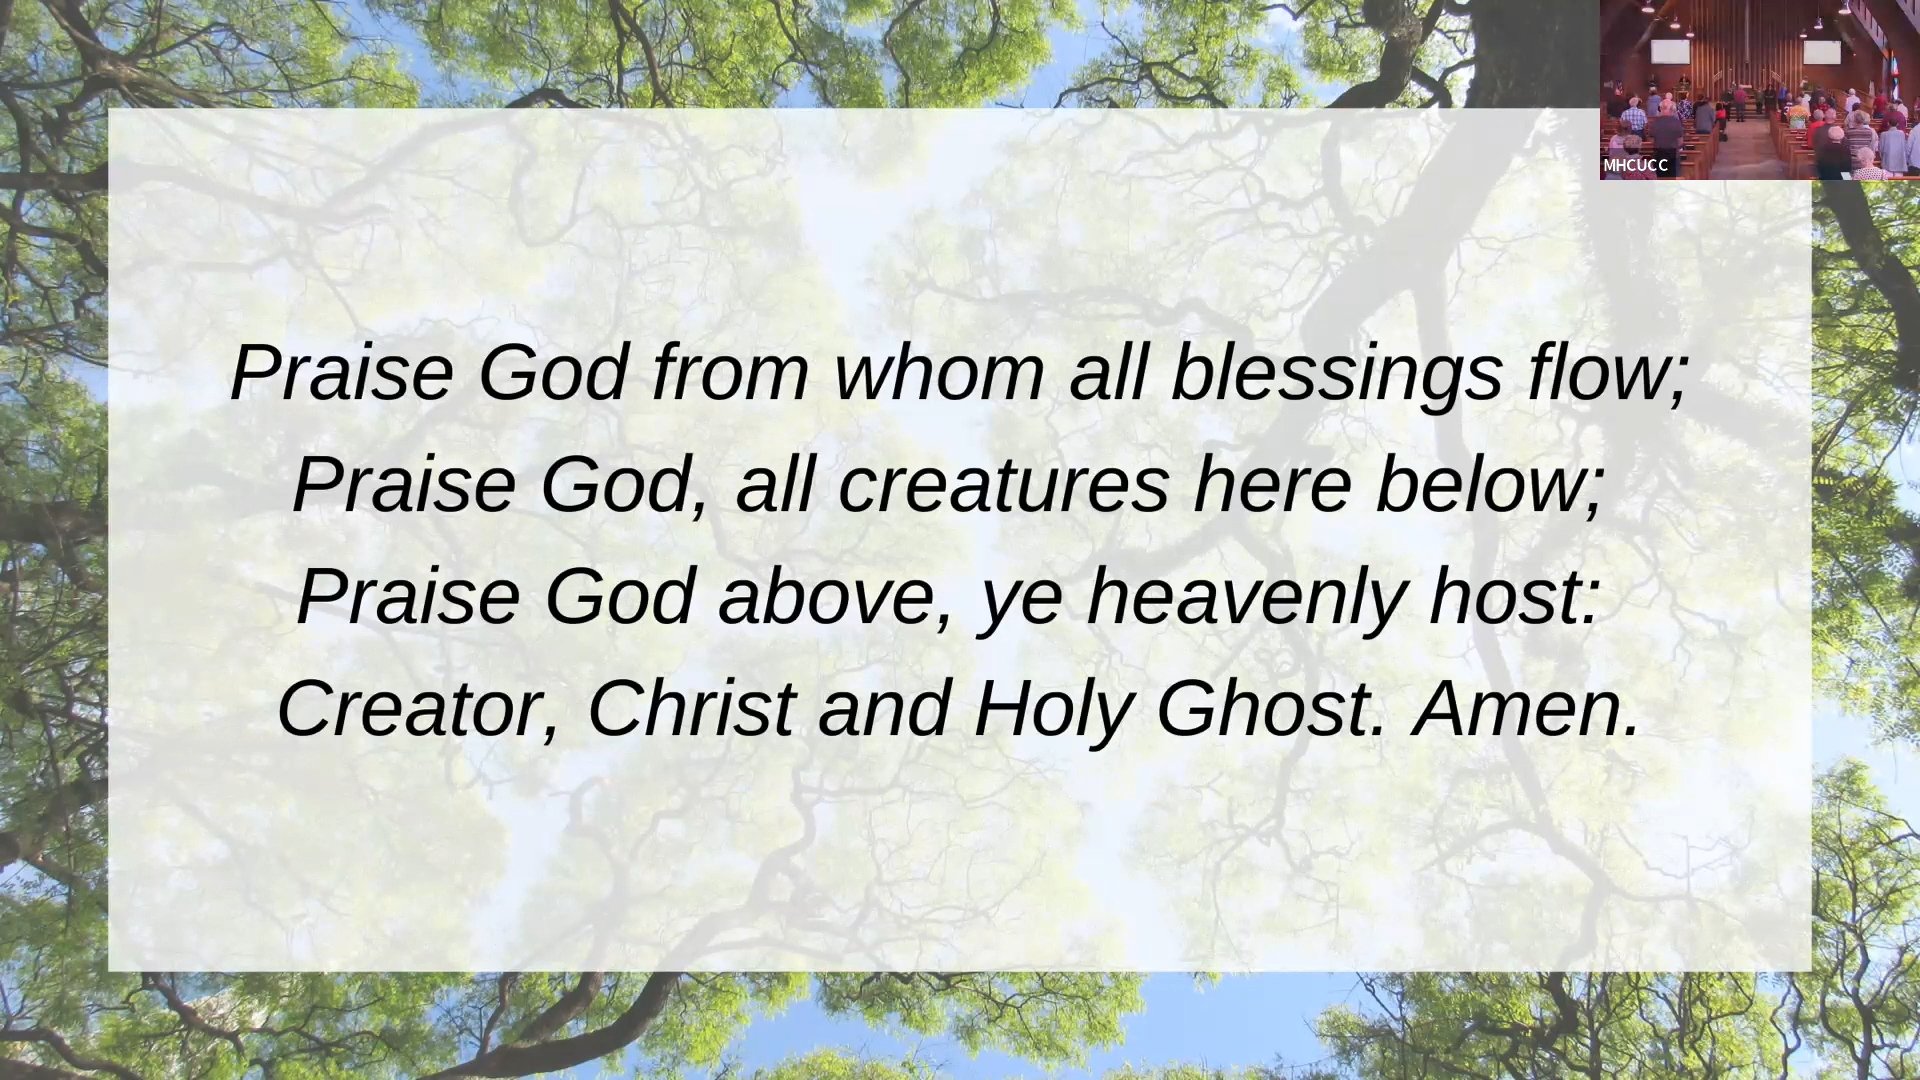 MHCUCC
Praise God from whom all blessings flow;
Praise God, all creatures here below;
Praise God above, ye heavenly host:
Creator, Christ and Holy Ghost. Amen.